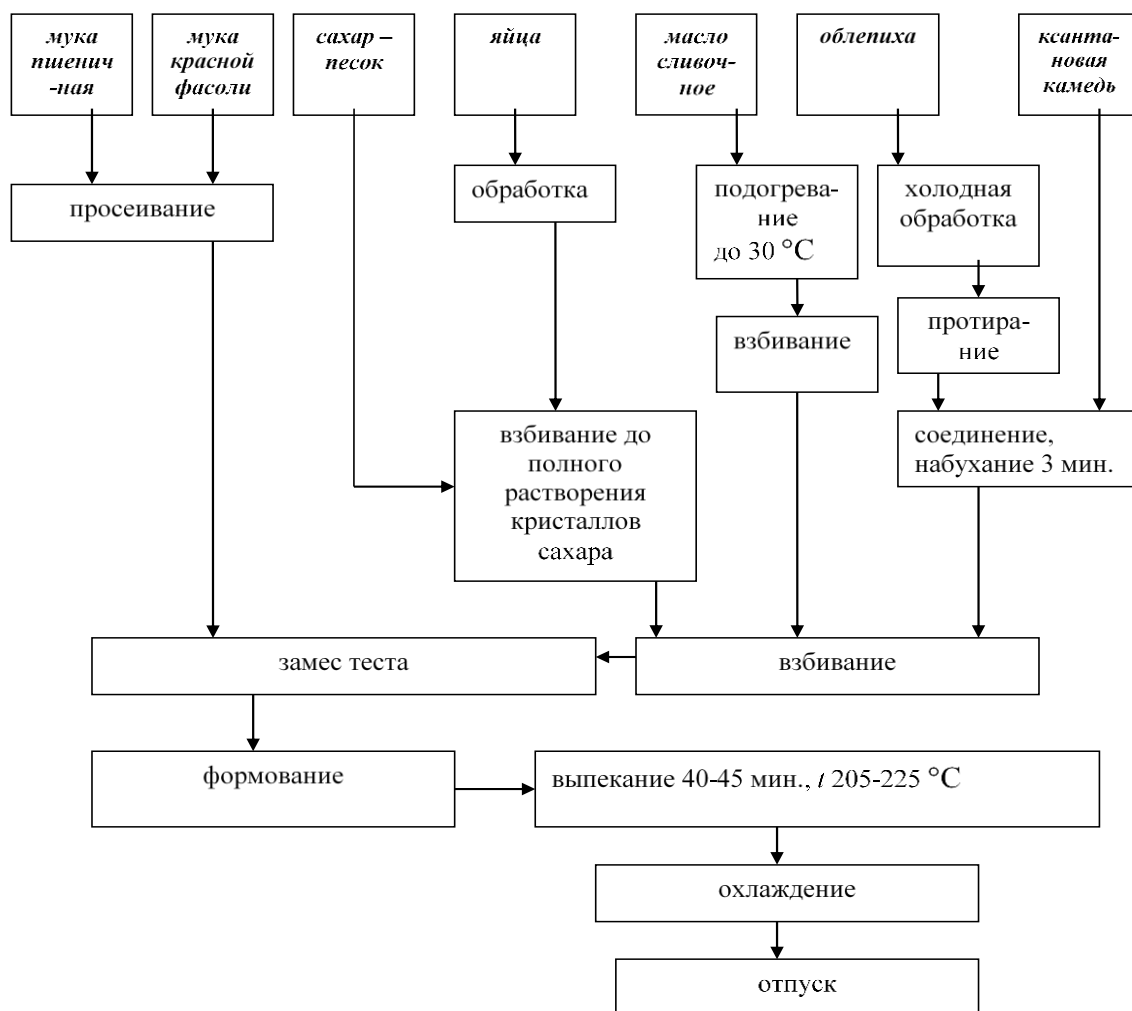 мука
пшенич
-ная
мука
красной
фасоли
сахар –
песок
яйца
масло
сливоч-
ное
облепиха
ксанта-
новая
камедь
просеивание
обработка
подогрева-
ние
до 30 °С
холодная
обработка
взбивание
протира-
ние
взбивание до
полного
растворения
кристаллов
сахара
соединение,
набухание 3 мин.
замес теста
взбивание
формование
выпекание 40-45 мин., t 205-225 °С
охлаждение
отпуск